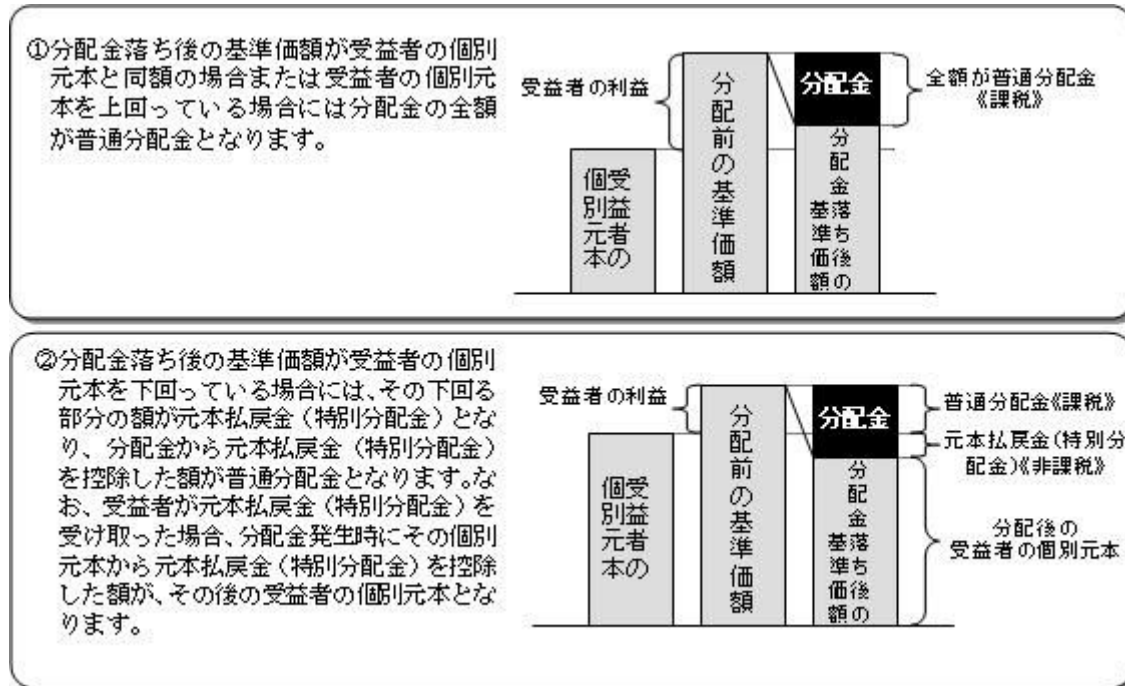 ①分配金落ち後の基準価額が受益者の個別
元本と同額の場合または受益者の個別元
本を上回っている場合には分配金の全額
が普通分配金となります。
受益者の利益
個別元本
受益者の
分配前の基準価額
分配金
分配金落ち後の
基準価額
全額が普通分配金
《課税》
②分配金落ち後の基準価額が受益者の個別
元本を下回っている場合には、その下回る
部分の額が元本払戻金（特別分配金）とな
り、分配金から元本払戻金（特別分配金）
を控除した額が普通分配金となります。な
お、受益者が元本払戻金（特別分配金）を
受け取った場合、分配金発生時にその個別
元本から元本払戻金（特別分配金）を控除
した額が、その後の受益者の個別元本とな
ります。
受益者の利益
受益者の
個別元本
分配前の基準価額
分配金
分配金落ち後の
基準価額
普通分配金《課税》
元本払戻金(特別分
配金)《非課税》
分配後の
受益者の個別元本